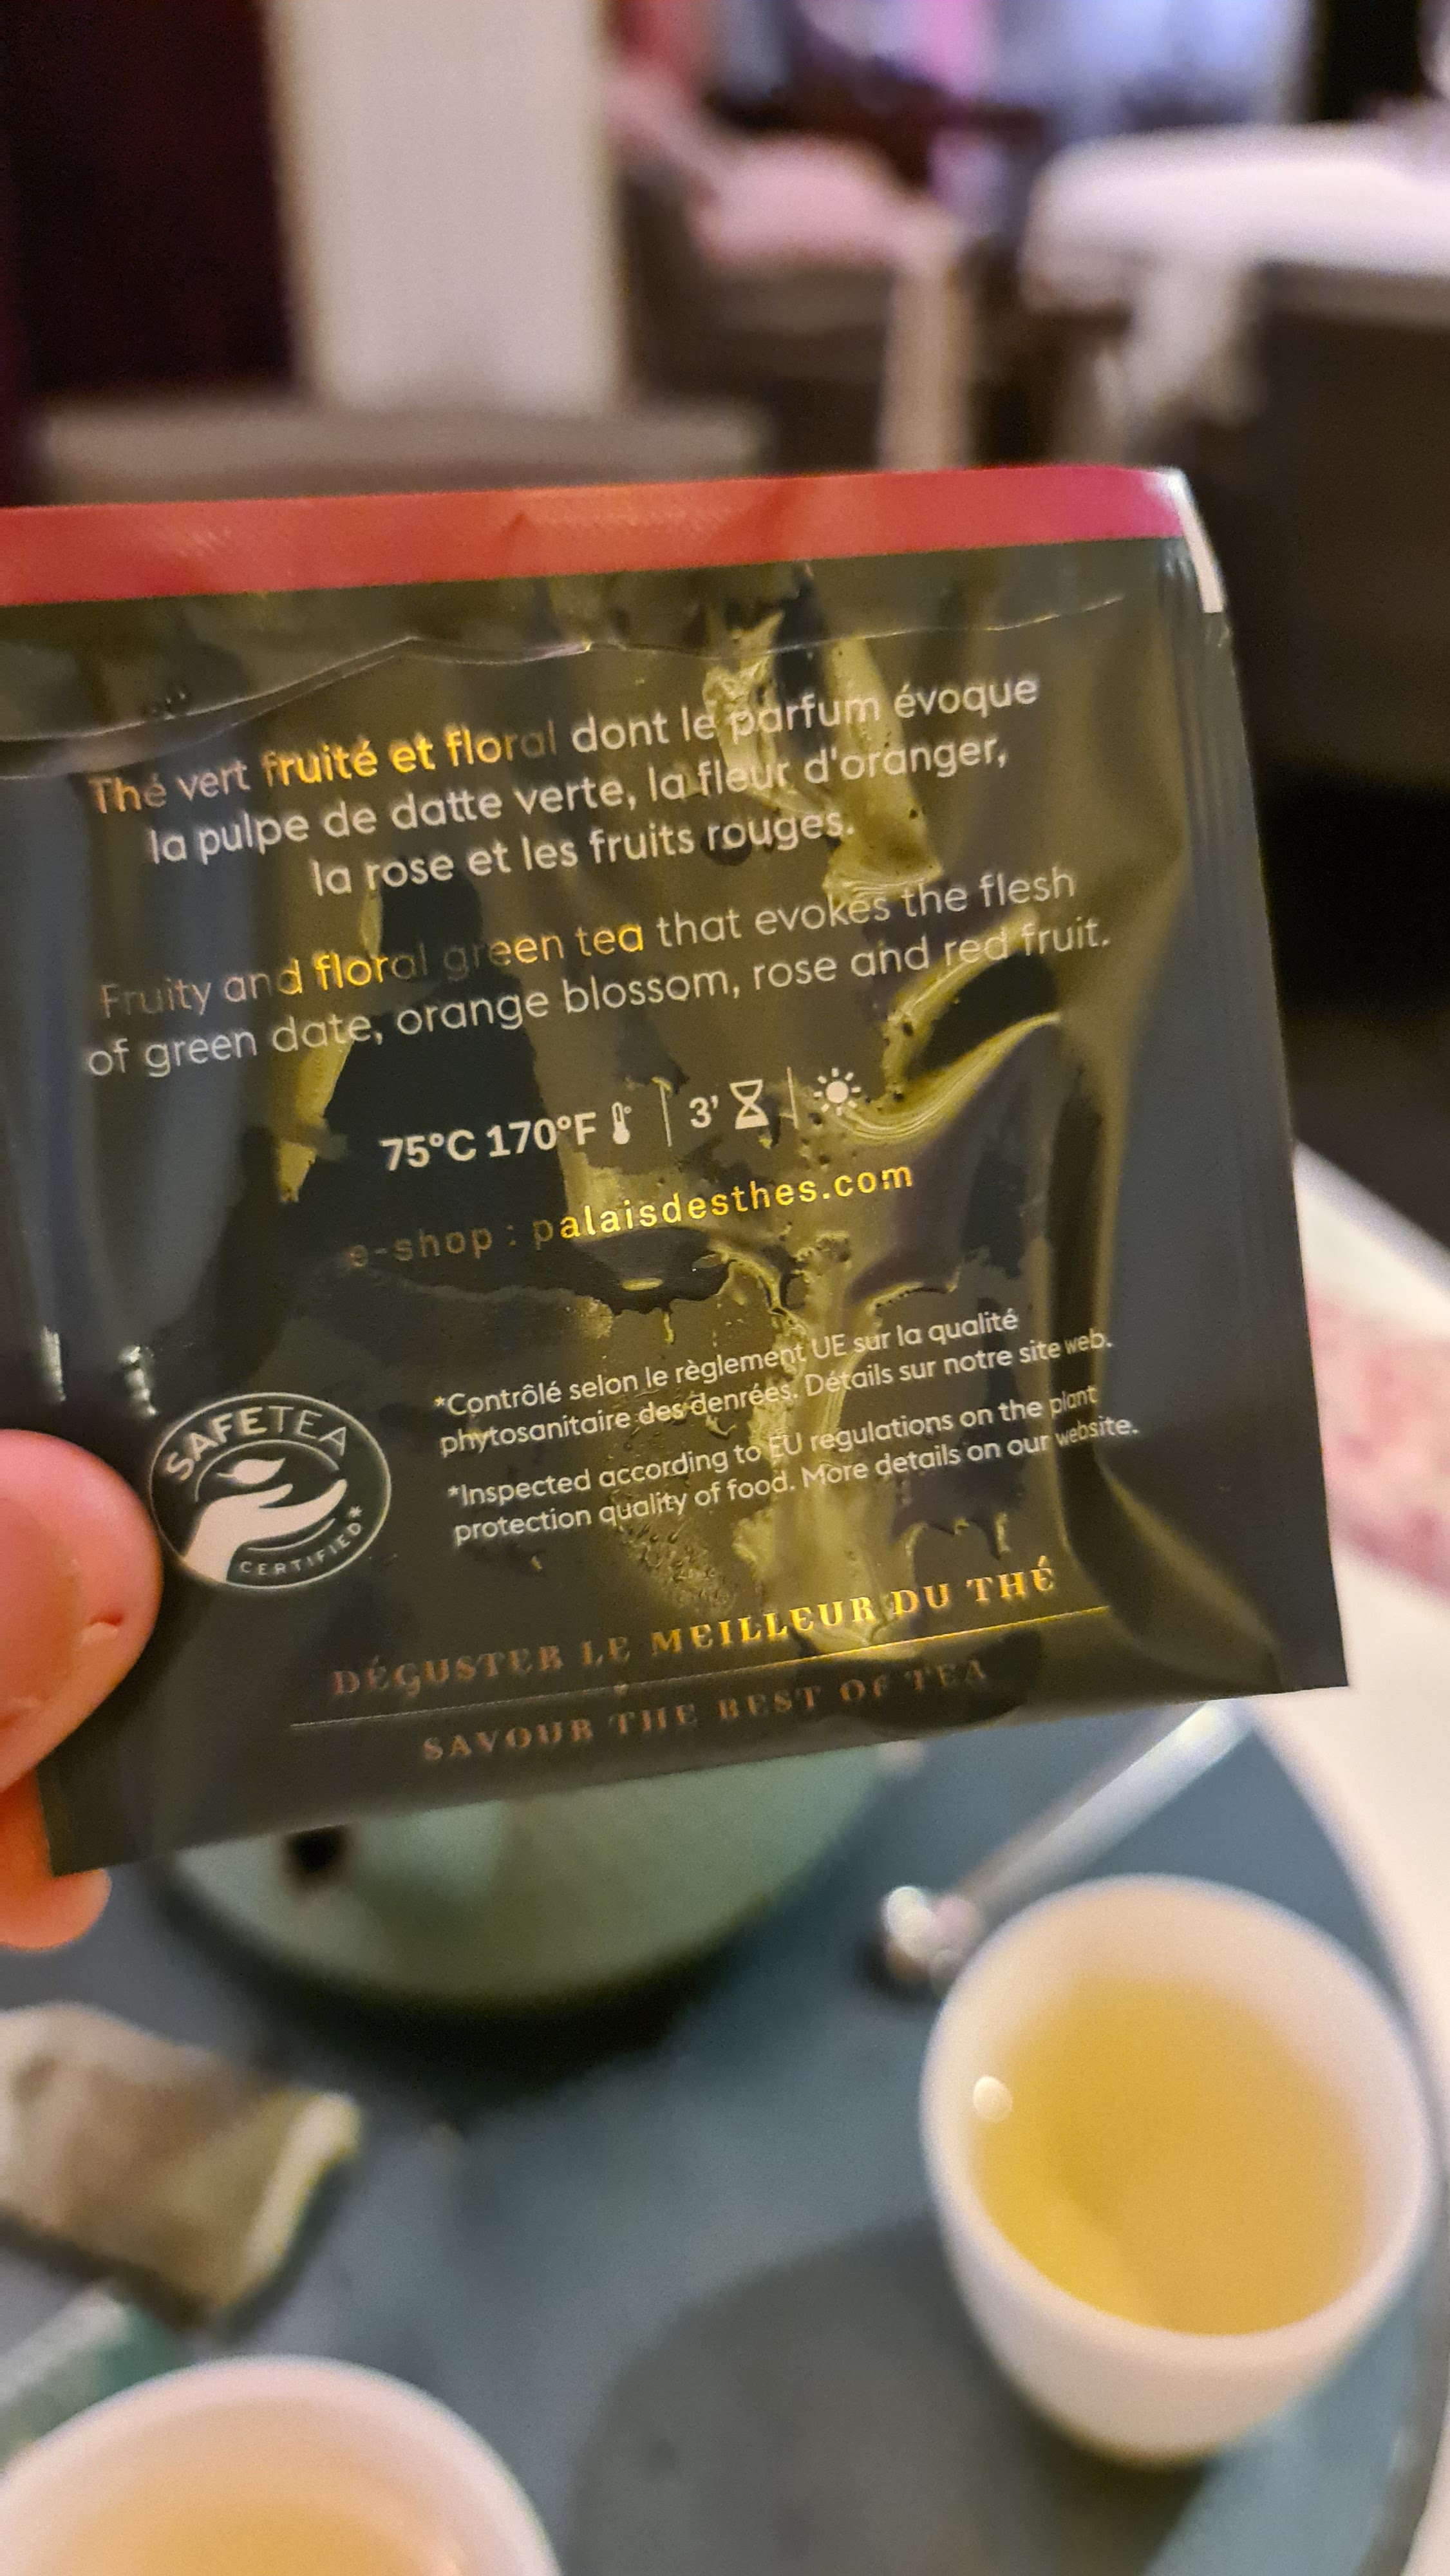 Thé vert fruité et floral dont le parfum évoque
la pulpe de datte verte, la fleur d'oranger,
la rose et les fruits rouges.
Fruity and floral green tea that evokes the flesh
of green date, orange blossom, rose and red fruit.
75°C 170°F | 3' |
e-shop : palaisdesthes.com
*Contrôlé selon le règlement UE sur la qualité
phytosanitaire des denrées. Détails sur notre site web.
*Inspected according to EU regulations on the plant
protection quality of food. More details on our website.
SAFETEA
CERTIFIED*
DÉGUSTER LE MEILLEUR DU THÉ
SAVOUR THE BEST OF TEA